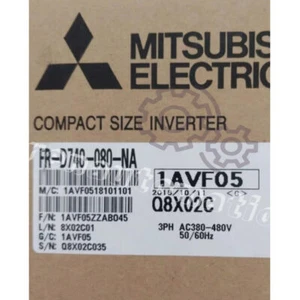 MITSUBIS
ELECTRIC
COMPACT SIZE INVERTER
FR-D740-080-NA
M/C: 1AVF0518101101
1AVF05
Q8X02C
F/N: 1AVF05ZZAB045
L/N: 8X02C01
G/C: 1AVF05
S/N: Q8X02C035
3PH AC380-480V
50/60Hz